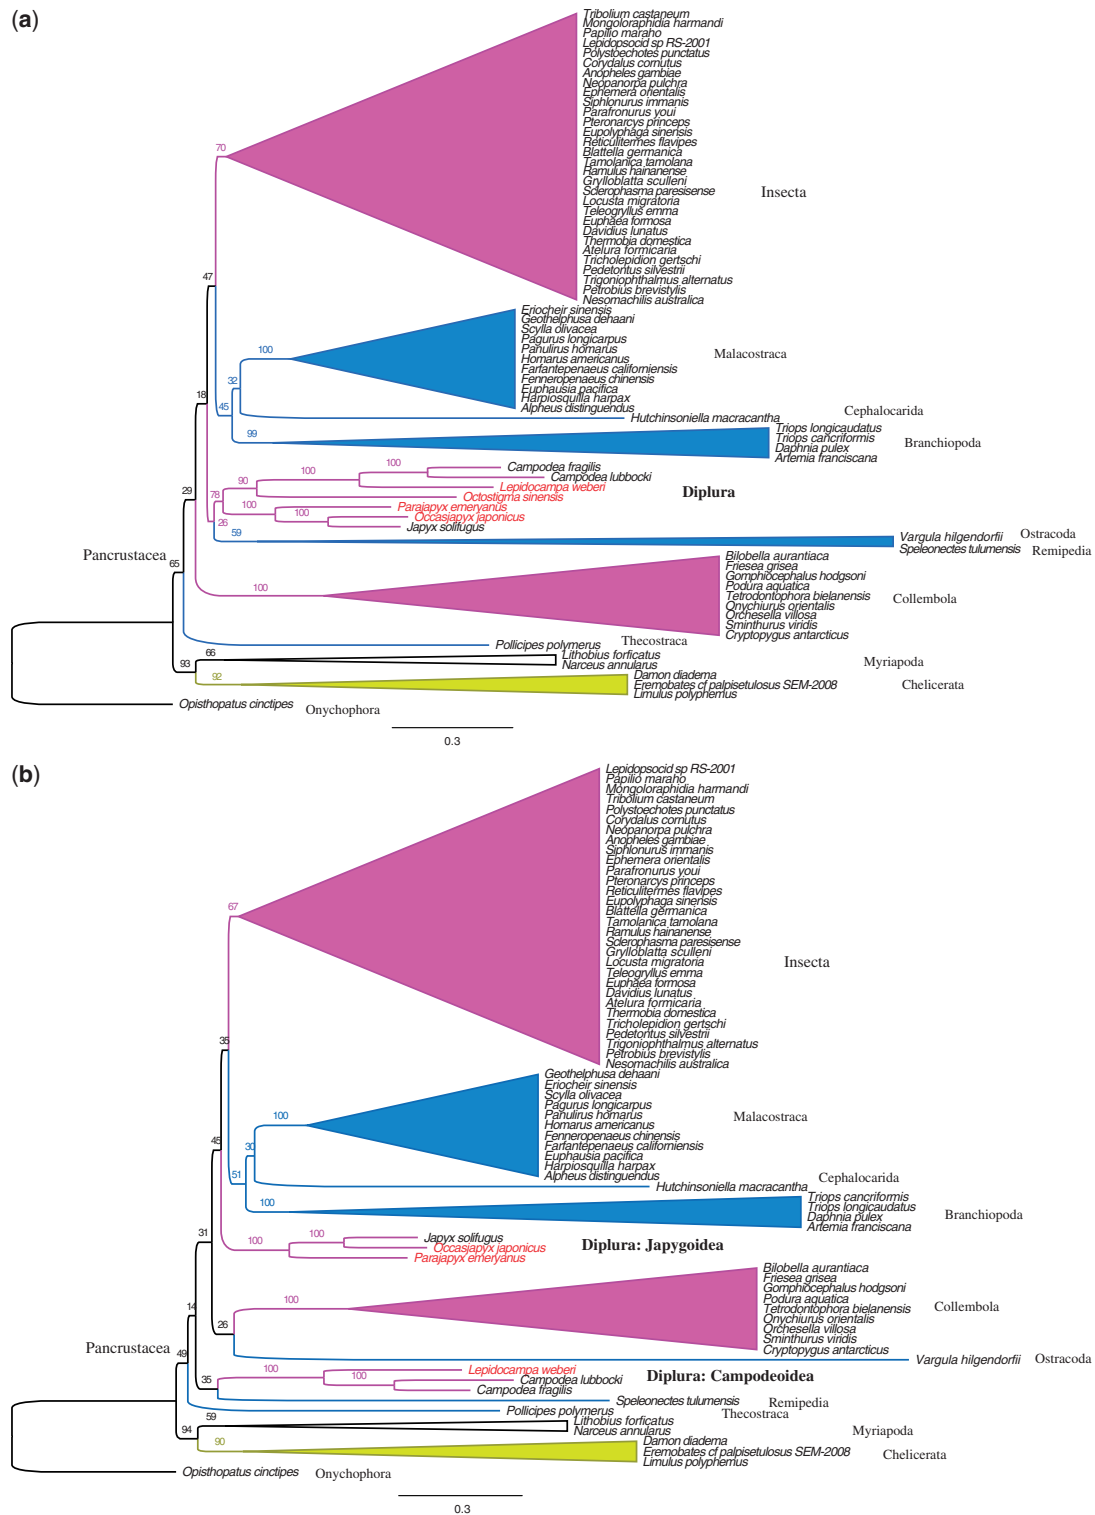 (a)
Tribolium castaneum
Mongoloraphidia harmandi
Papilio maraho
Lepidopsocid sp RS-2001
Polystoechotes punctatus
Corydalus cornutus
Anopheles gambiae
Neopanorpa pulchra
Ephemera orientalis
Siphlonurus immanis
Parafronurus youi
Pteronarcys princeps
Eupolyphaga sinensis
Reticulitermes flavipes
Blattella germanica
Tamolanica tamolana
Ramulus hainanense
Grylloblatta sculleni
Sclerophasma paresisense
Locusta migratoria
Teleogryllus emma
Euphaea formosa
Davidius lunatus
Thermobia domestica
Atelura formicaria
Tricholepidion gertschi
Pedetontus silvestrii
Trigoniophthalmus alternatus
Petrobius brevistylis
Nesomachilis australica
Insecta
70
47
Eriocheir sinensis
Geothelphusa dehaani
Scylla olivacea
Pagurus longicarpus
Panulirus homarus
Homarus americanus
Farfantepenaeus californiensis
Fenneropenaeus chinensis
Euphausia pacifica
Harpiosquilla harpax
Alpheus distinguendus
Malacostraca
100
32
45
18
Hutchinsoniella macracantha
Cephalocarida
99
Triops longicaudatus
Triops cancriformis
Daphnia pulex
Artemia franciscana
Branchiopoda
100
100
90
78
Campodea fragilis
Campodea lubbocki
Lepidocampa weberi
Octostigma sinensis
Diplura
29
100
100
26
Parajapyx emeryanus
Occasjapyx japonicus
Japyx solifugus
59
Vargula hilgendorfii
Ostracoda
Speleonectes tulumensis
Remipedia
Pancrustacea
65
100
Bilobella aurantiaca
Friesea grisea
Gomphiocephalus hodgsoni
Podura aquatica
Tetrodontophora bielanensis
Onychiurus orientalis
Orchesella villosa
Sminthurus viridis
Cryptopygus antarcticus
Collembola
Pollicipes polymerus
Thecostraca
93
66
Lithobius forficatus
Narceus annularus
Myriapoda
92
Damon diadema
Eremobates cf palpisetulosus SEM-2008
Limulus polyphemus
Chelicerata
Opisthopatus cinctipes
Onychophora
0.3
(b)
Lepidopsocid sp RS-2001
Papilio maraho
Mongoloraphidia harmandi
Tribolium castaneum
Polystoechotes punctatus
Corydalus cornutus
Neopanorpa pulchra
Anopheles gambiae
Siphlonurus immanis
Ephemera orientalis
Parafronurus youi
Pteronarcys princeps
Reticulitermes flavipes
Eupolyphaga sinensis
Blattella germanica
Tamolanica tamolana
Ramulus hainanense
Sclerophasma paresisense
Grylloblatta sculleni
Locusta migratoria
Teleogryllus emma
Euphaea formosa
Davidius lunatus
Atelura formicaria
Thermobia domestica
Tricholepidion gertschi
Pedetontus silvestrii
Trigoniophthalmus alternatus
Petrobius brevistylis
Nesomachilis australica
Insecta
67
35
Geothelphusa dehaani
Eriocheir sinensis
Scylla olivacea
Pagurus longicarpus
Panulirus homarus
Homarus americanus
Fenneropenaeus chinensis
Farfantepenaeus californiensis
Euphausia pacifica
Harpiosquilla harpax
Alpheus distinguendus
Malacostraca
100
30
51
45
Hutchinsoniella macracantha
Cephalocarida
100
Triops cancriformis
Triops longicaudatus
Daphnia pulex
Artemia franciscana
Branchiopoda
100
100
Japyx solifugus
Occasjapyx japonicus
Parajapyx emeryanus
Diplura: Japygoidea
31
100
26
Bilobella aurantiaca
Friesea grisea
Gomphiocephalus hodgsoni
Podura aquatica
Tetrodontophora bielanensis
Onychiurus orientalis
Orchesella villosa
Sminthurus viridis
Cryptopygus antarcticus
Collembola
Vargula hilgendorfii
Ostracoda
14
Pancrustacea
49
35
100
100
Lepidocampa weberi
Campodea lubbocki
Campodea fragilis
Diplura: Campodeoidea
Speleonectes tulumensis
Remipedia
Pollicipes polymerus
Thecostraca
94
59
Lithobius forficatus
Narceus annularus
Myriapoda
90
Damon diadema
Eremobates cf palpisetulosus SEM-2008
Limulus polyphemus
Chelicerata
Opisthopatus cinctipes
Onychophora
0.3